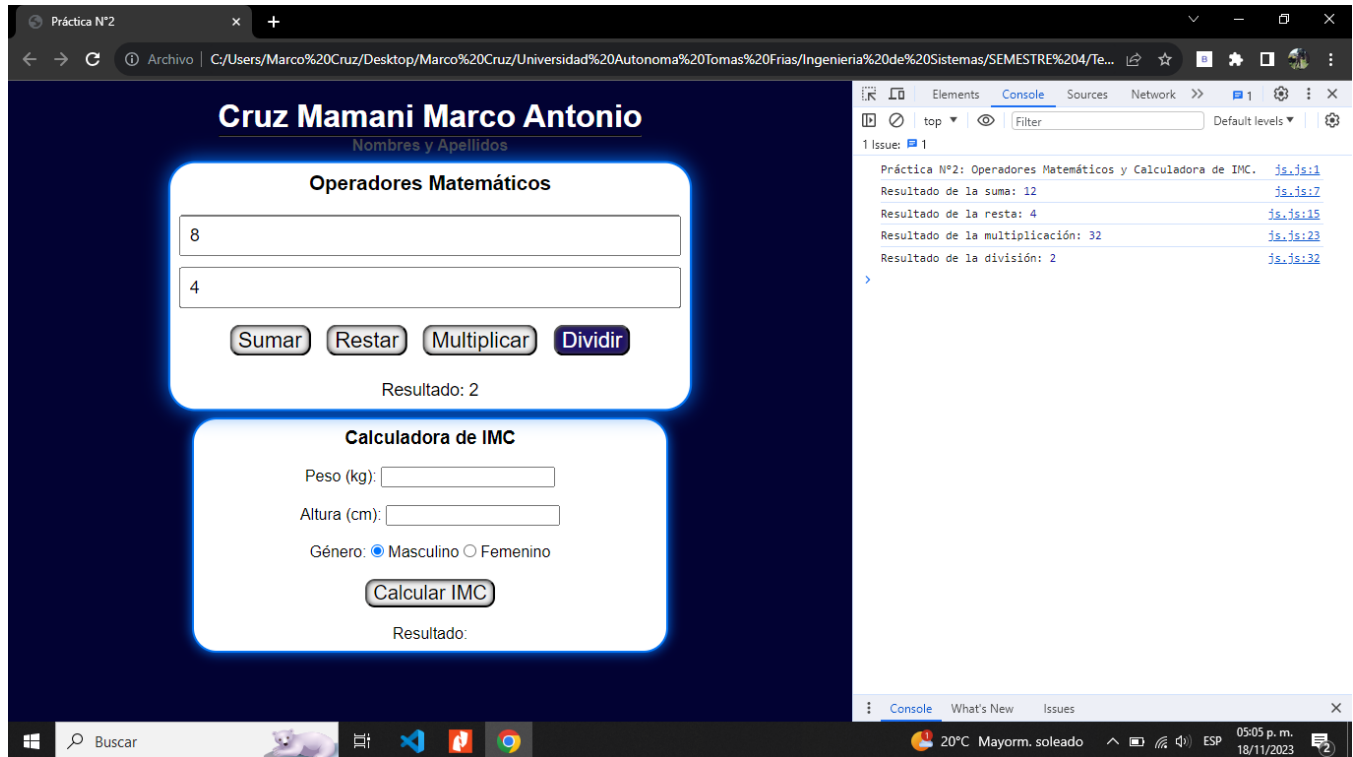 Práctica N°2
Archivo C:/Users/Marco%20Cruz/Desktop/Marco%20Cruz/Universidad%20Autonoma%20Tomas%20Frias/Ingenieria%20de%20Sistemas/SEMESTRE%204/Te...
Cruz Mamani Marco Antonio
Nombres y Apellidos
Operadores Matemáticos
8
4
Sumar Restar Multiplicar Dividir
Resultado: 2
Calculadora de IMC
Peso (kg):
Altura (cm):
Género: Masculino Femenino
Calcular IMC
Resultado:
Elements Console Sources Network 1
top Filter Default levels
1 Issue: 1
Práctica Nº2: Operadores Matemáticos y Calculadora de IMC. js.js:1
Resultado de la suma: 12 js.js:7
Resultado de la resta: 4 js.js:15
Resultado de la multiplicación: 32 js.js:23
Resultado de la división: 2 js.js:32
Console What's New Issues
Buscar
1
20°C Mayorm. soleado
ESP
05:05 p. m.
18/11/2023
2